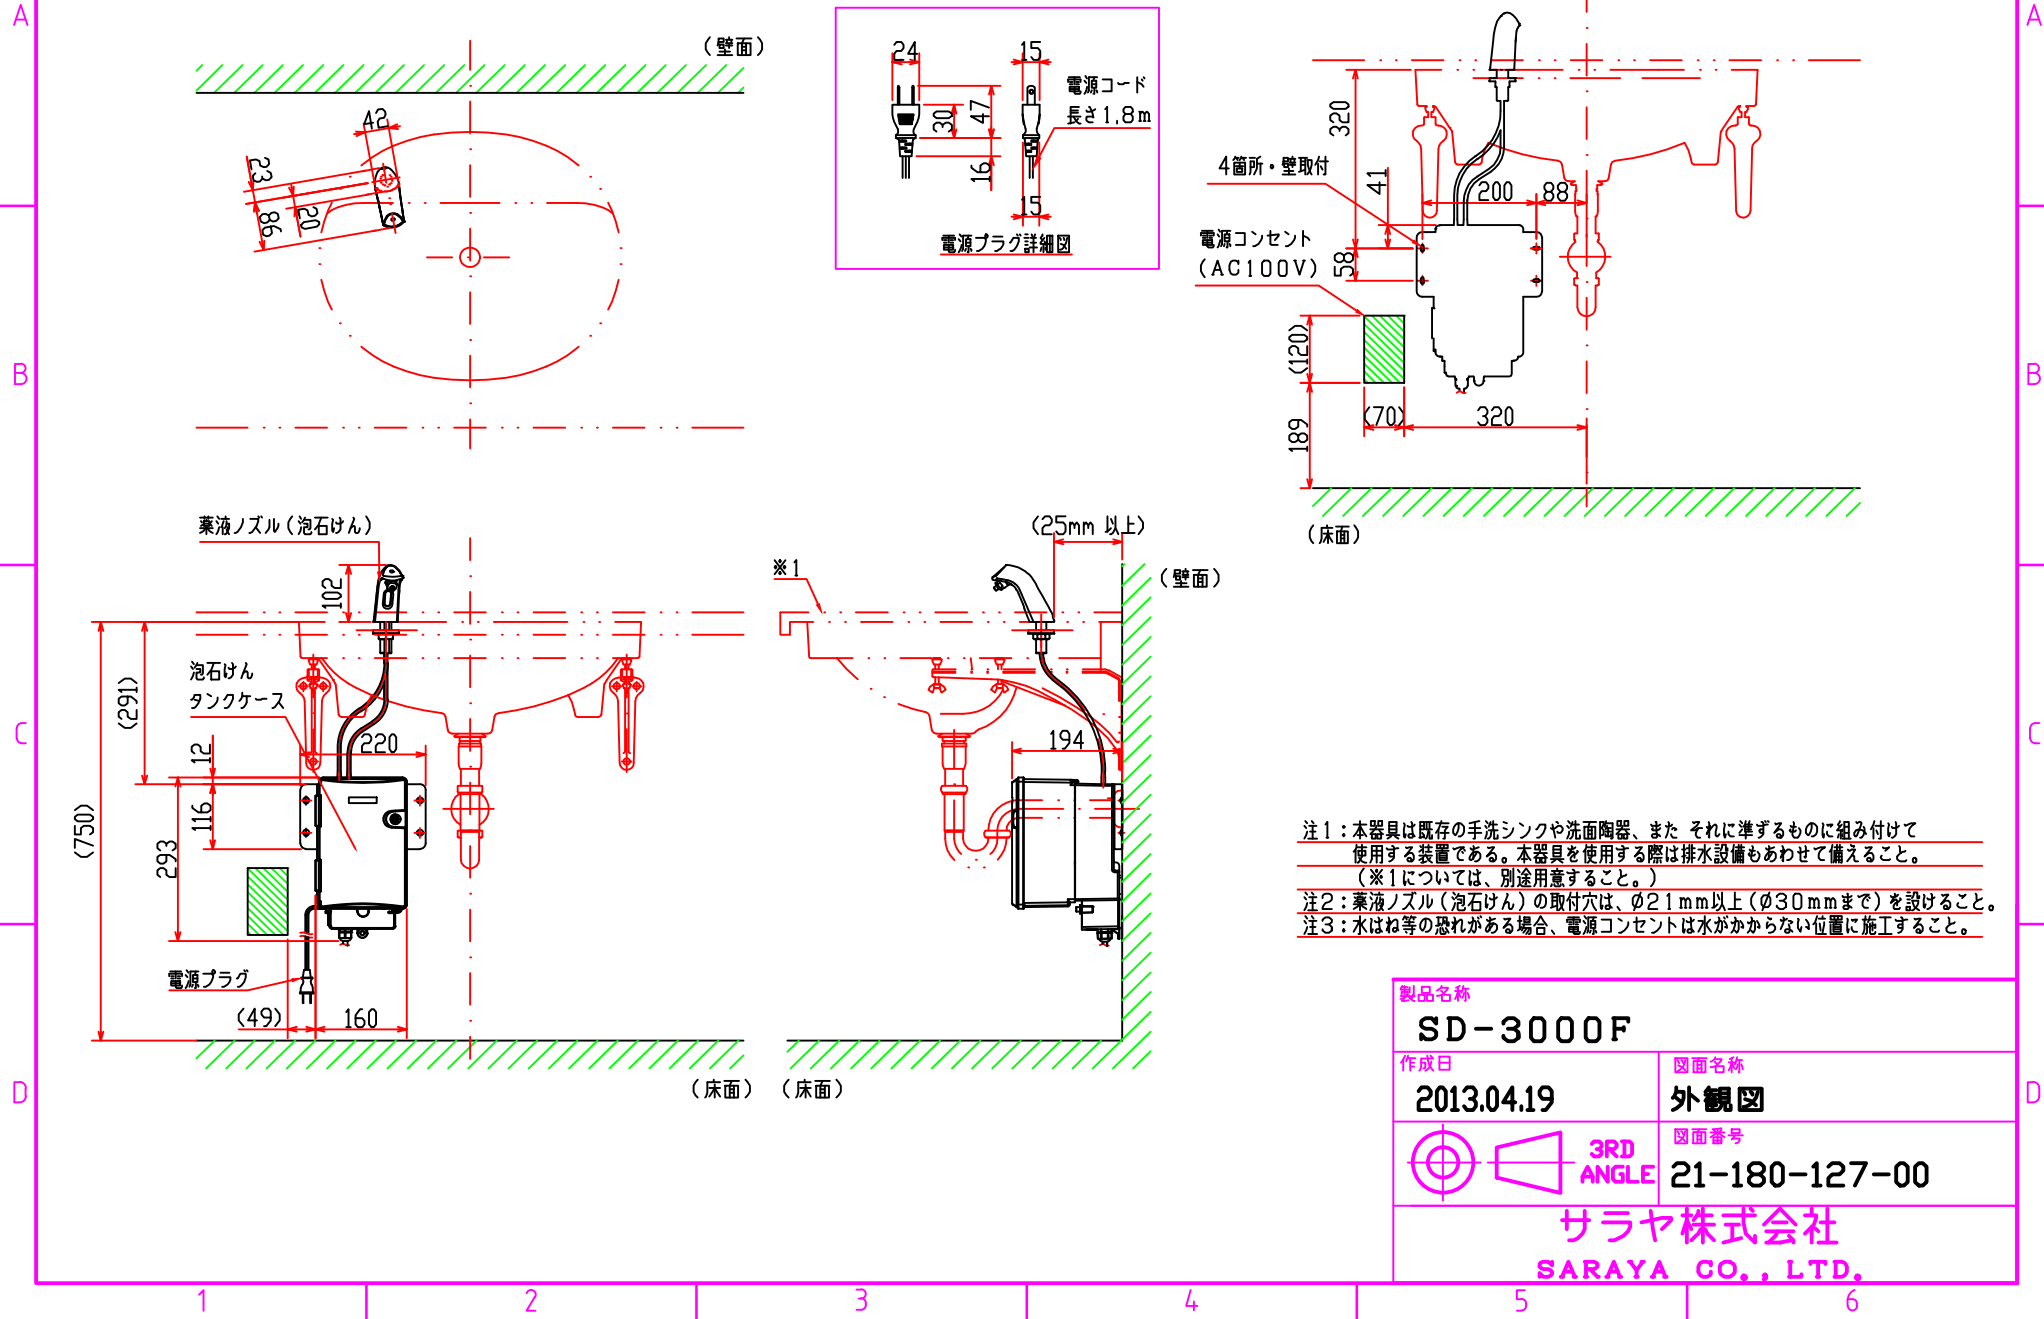 A
A
(壁面)
42
23
20
86
24
15
47
30
16
15
電源コード
長さ1.8m
電源プラグ詳細図
320
41
4箇所・壁取付
200
88
電源コンセント
(AC100V)
58
(120)
(70)
320
189
(床面)
B
B
薬液ノズル(泡石けん)
102
泡石けん
タンクケース
(291)
12
220
116
293
(750)
電源プラグ
(49)
160
(床面)
(25mm 以上)
※1
(壁面)
194
(床面)
C
C
注1:本器具は既存の手洗シンクや洗面陶器、また それに準ずるものに組み付けて
使用する装置である。本器具を使用する際は排水設備もあわせて備えること。
(※1については、別途用意すること。)
注2:薬液ノズル(泡石けん)の取付穴は、Ø21mm以上(Ø30mmまで)を設けること。
注3:水はね等の恐れがある場合、電源コンセントは水がかからない位置に施工すること。
製品名称
SD-3000F
作成日
2013.04.19
図面名称
外観図
3RD
ANGLE
図面番号
21-180-127-00
サラヤ株式会社
SARAYA CO., LTD.
D
D
1
2
3
4
5
6